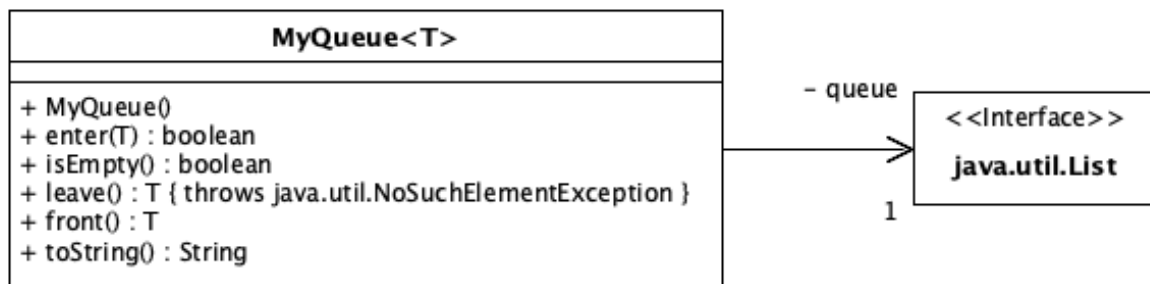 MyQueue<T>
+ MyQueue()
+ enter(T) : boolean
+ isEmpty() : boolean
+ leave() : T { throws java.util.NoSuchElementException }
+ front() : T
+ toString() : String
- queue
1
<<Interface>>
java.util.List